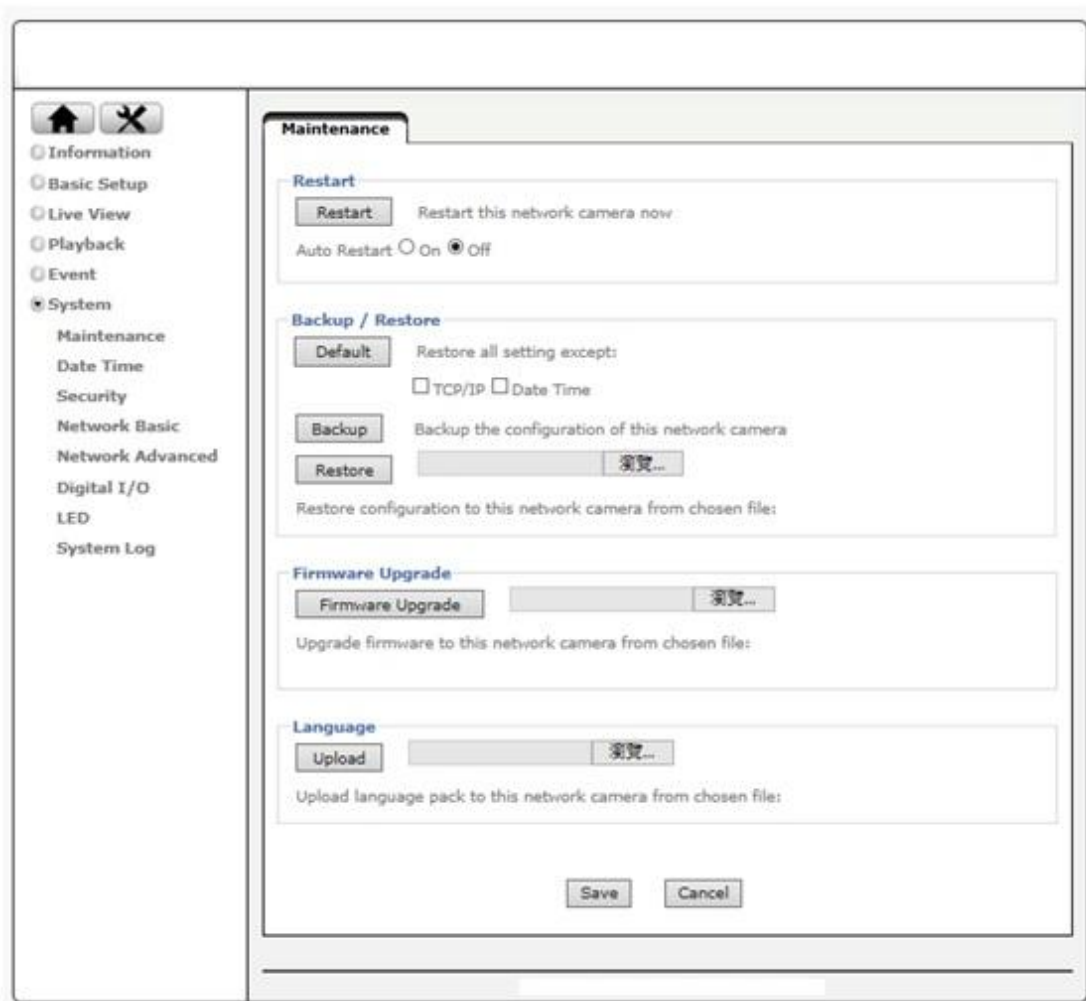 Information
Basic Setup
Live View
Playback
Event
System
Maintenance
Date Time
Security
Network Basic
Network Advanced
Digital I/O
LED
System Log
Maintenance
Restart
Restart Restart this network camera now
Auto Restart On Off
Backup / Restore
Default Restore all setting except:
TCP/IP Date Time
Backup Backup the configuration of this network camera
Restore 瀏覽...
Restore configuration to this network camera from chosen file:
Firmware Upgrade
Firmware Upgrade 瀏覽...
Upgrade firmware to this network camera from chosen file:
Language
Upload 瀏覽...
Upload language pack to this network camera from chosen file:
Save Cancel